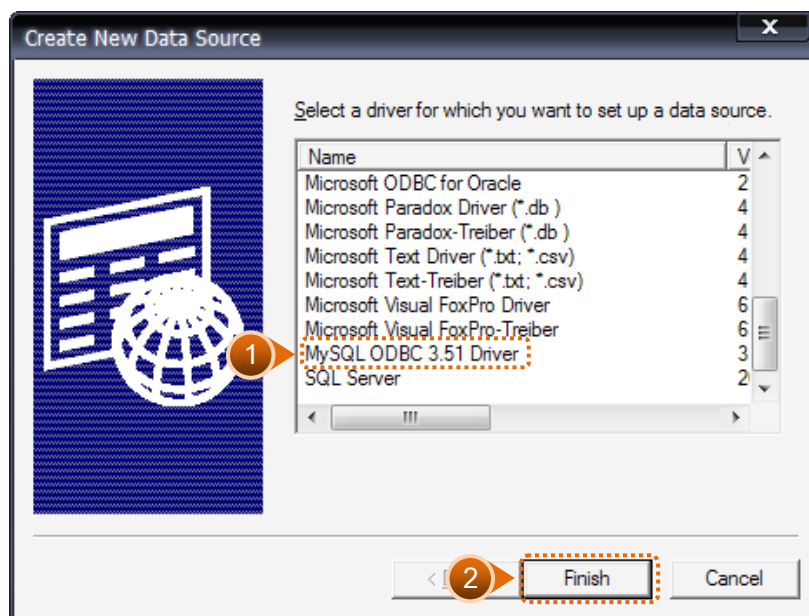 Create New Data Source
x
Select a driver for which you want to set up a data source.
Name V
Microsoft ODBC for Oracle 2
Microsoft Paradox Driver (*.db ) 4
Microsoft Paradox-Treiber (*.db ) 4
Microsoft Text Driver (*.txt; *.csv) 4
Microsoft Text-Treiber (*.txt; *.csv) 4
Microsoft Visual FoxPro Driver 6
Microsoft Visual FoxPro-Treiber 6
1 MySQL ODBC 3.51 Driver 3
SQL Server 2
< 2 Finish Cancel